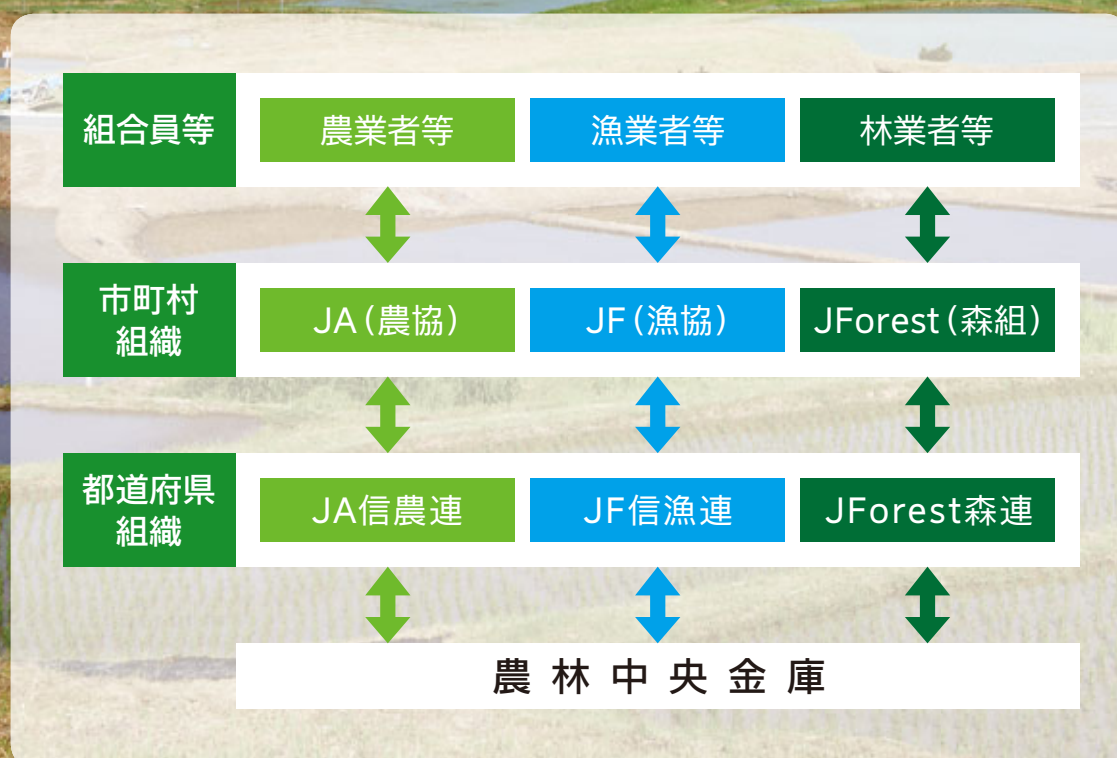 組合員等
農業者等
漁業者等
林業者等
市町村
組織
JA(農協)
JF(漁協)
JForest(森組)
都道府県
組織
JA信農連
JF信漁連
JForest森連
農林中央金庫